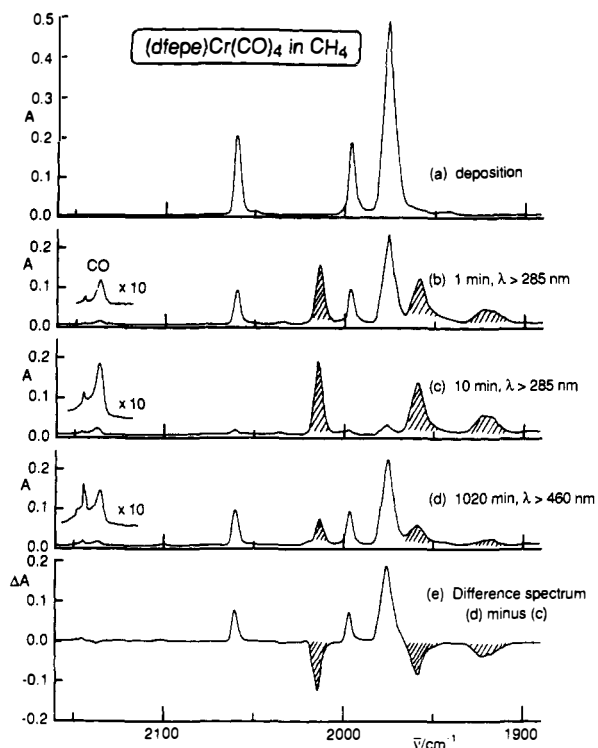 (dfepe)Cr(CO)4 in CH4
0.5
0.4
0.3
A
0.2
0.1
0.0
(a) deposition
A
0.2
0.1
0.0
CO
x 10
(b) 1 min, λ > 285 nm
A
0.2
0.1
0.0
x 10
(c) 10 min, λ > 285 nm
A
0.2
0.1
0.0
x 10
(d) 1020 min, λ > 460 nm
ΔA
0.2
0.1
0.0
-0.1
-0.2
(e) Difference spectrum
(d) minus (c)
2100
2000
ν̄/cm⁻¹
1900